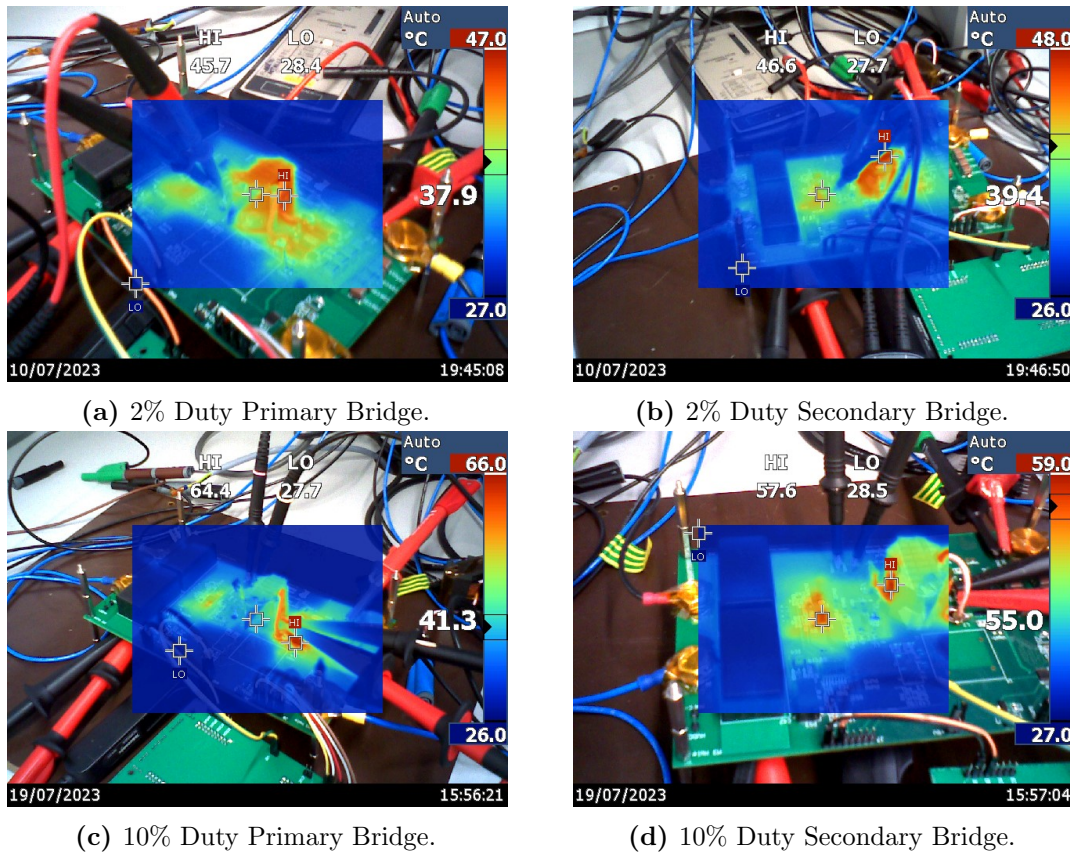 Auto
°C 47.0
HI LO
45.7 28.4
37.9
HI
LO
27.0
10/07/2023 19:45:08
(a) 2% Duty Primary Bridge.
Auto
°C 48.0
HI LO
46.6 27.7
HI
39.4
LO
26.0
10/07/2023 19:46:50
(b) 2% Duty Secondary Bridge.
Auto
°C 66.0
HI LO
64.4 27.7
41.3
HI
LO
26.0
19/07/2023 15:56:21
(c) 10% Duty Primary Bridge.
Auto
°C 59.0
HI LO
57.6 28.5
LO
HI
55.0
27.0
19/07/2023 15:57:04
(d) 10% Duty Secondary Bridge.